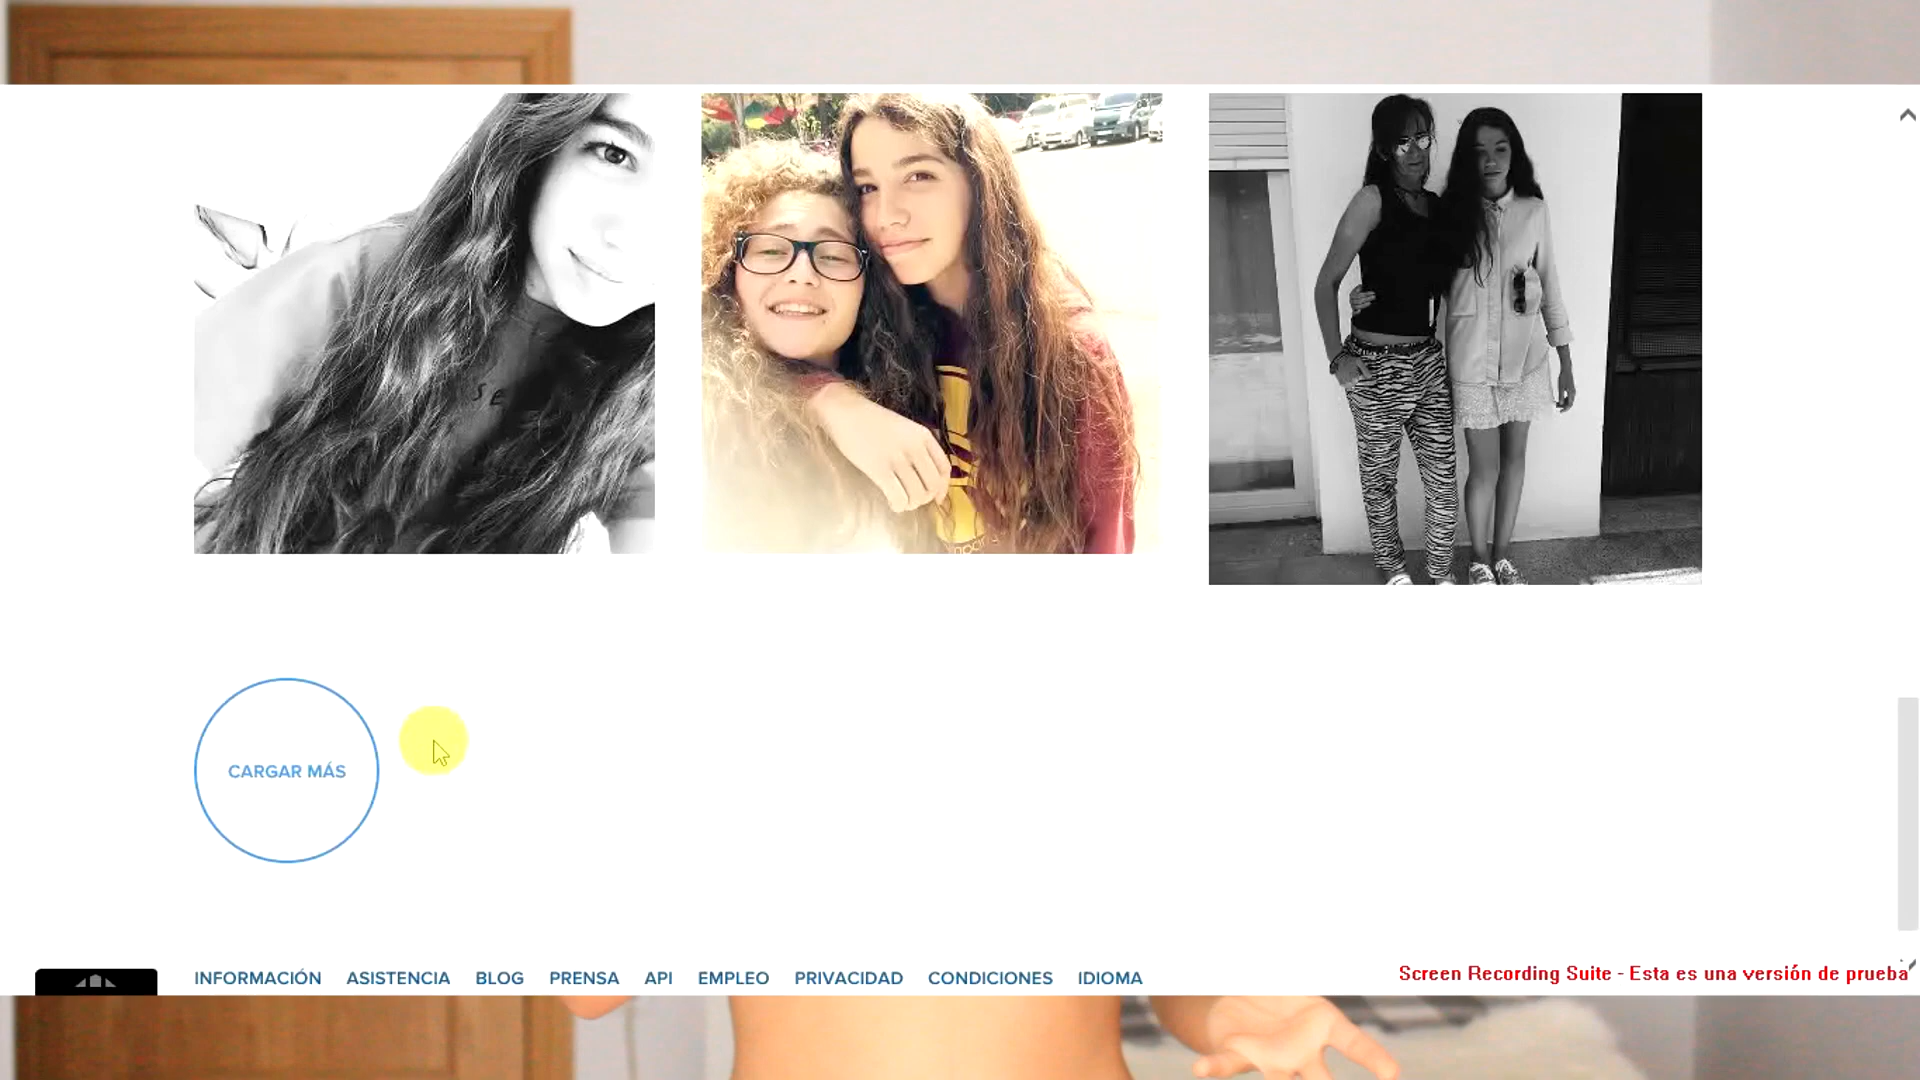 CARGAR MÁS
INFORMACIÓN ASISTENCIA BLOG PRENSA API EMPLEO PRIVACIDAD CONDICIONES IDIOMA
Screen Recording Suite - Esta es una versión de prueba